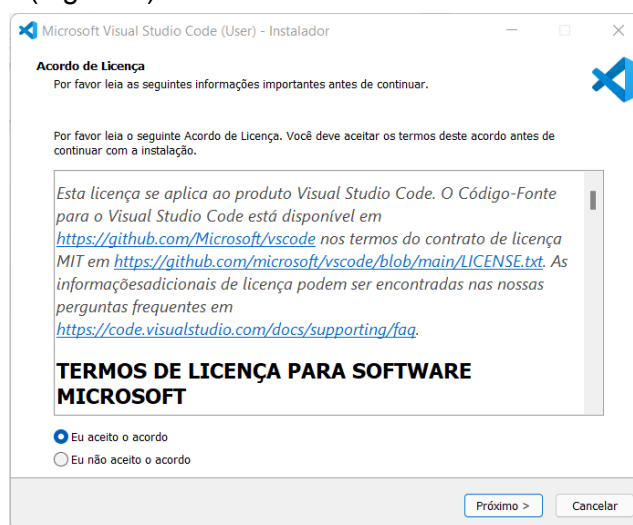 Microsoft Visual Studio Code (User) - Instalador
Acordo de Licença
Por favor leia as seguintes informações importantes antes de continuar.
Por favor leia o seguinte Acordo de Licença. Você deve aceitar os termos deste acordo antes de
continuar com a instalação.
Esta licença se aplica ao produto Visual Studio Code. O Código-Fonte
para o Visual Studio Code está disponível em
https://github.com/Microsoft/vscode nos termos do contrato de licença
MIT em https://github.com/microsoft/vscode/blob/main/LICENSE.txt. As
informaçõesadicionais de licença podem ser encontradas nas nossas
perguntas frequentes em
https://code.visualstudio.com/docs/supporting/faq.
TERMOS DE LICENÇA PARA SOFTWARE
MICROSOFT
Eu aceito o acordo
Eu não aceito o acordo
Próximo >
Cancelar